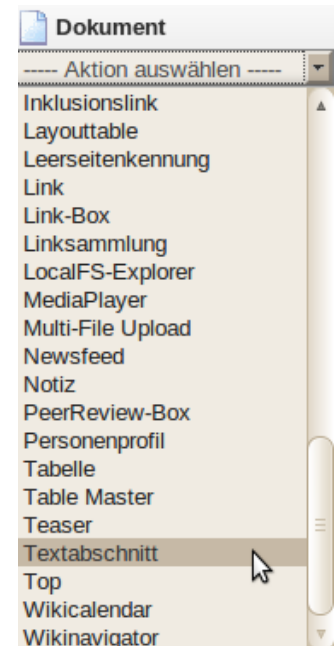 Dokument
----- Aktion auswählen -----
Inklusionslink
Layouttable
Leerseitenkennung
Link
Link-Box
Linksammlung
LocalFS-Explorer
MediaPlayer
Multi-File Upload
Newsfeed
Notiz
PeerReview-Box
Personenprofil
Tabelle
Table Master
Teaser
Textabschnitt
Top
Wikicalendar
Wikinavigator